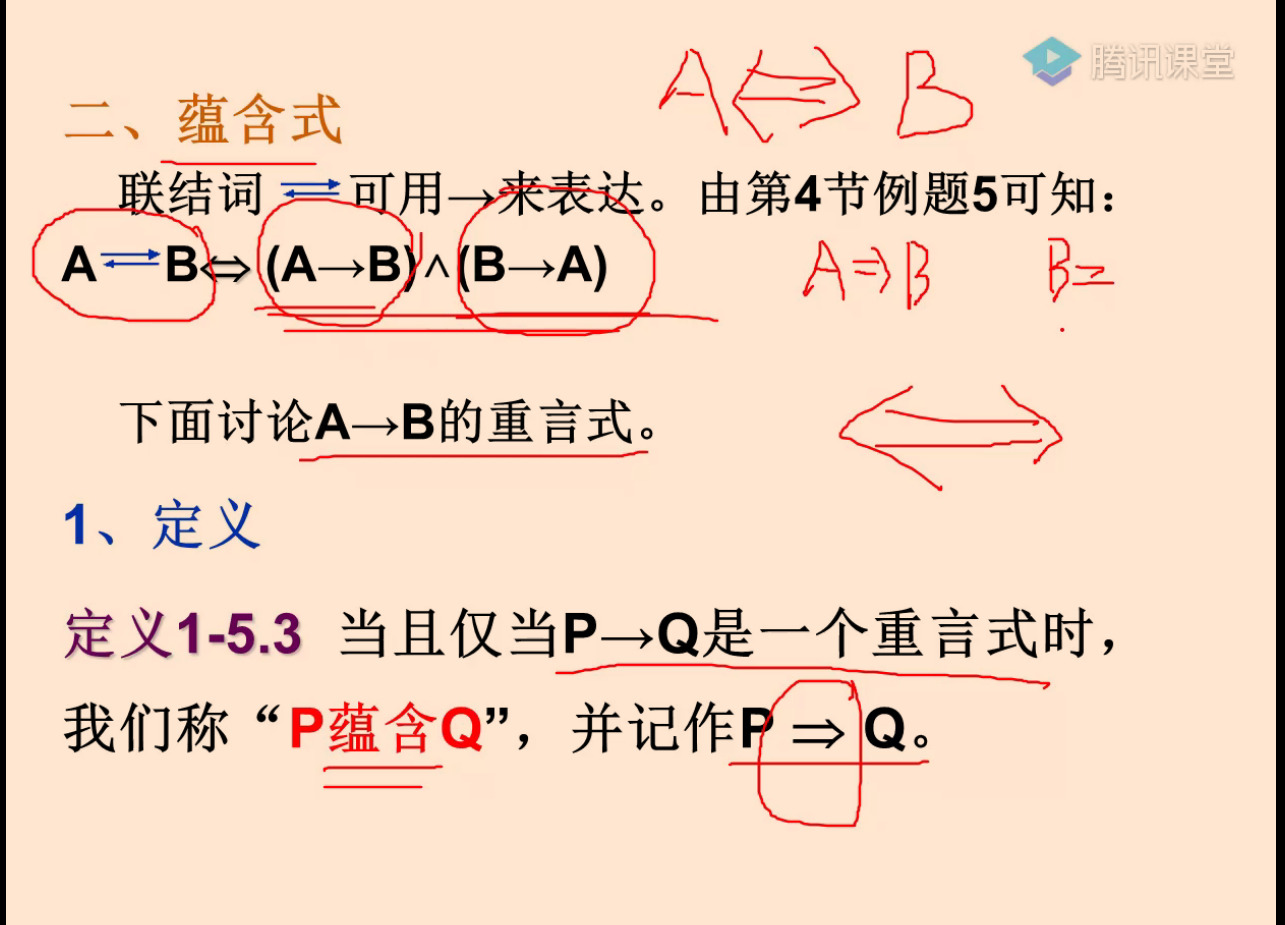 腾讯课堂
A⇔B
二、蕴含式
联结词⇄可用→来表达。由第4节例题5可知：
A⇄B⇔(A→B)∧(B→A)
A⇒B B=
下面讨论A→B的重言式。
⇔
1、定义
定义1-5.3 当且仅当P→Q是一个重言式时，
我们称“P蕴含Q”，并记作P ⇒ Q。